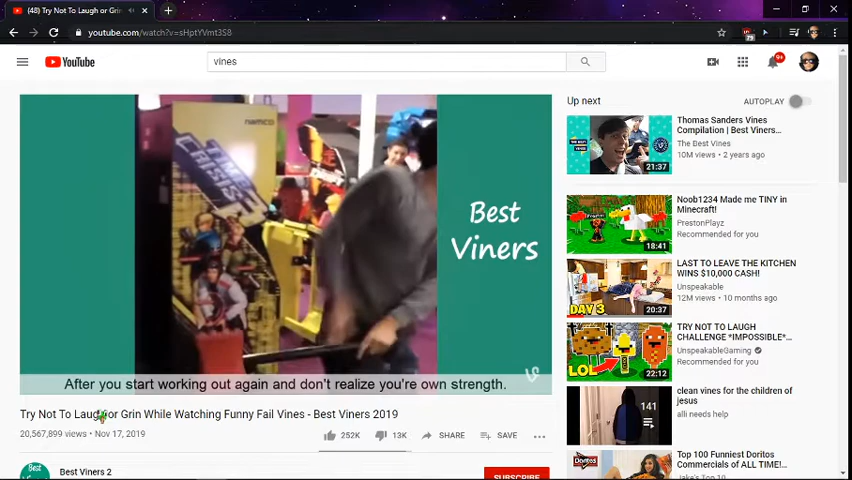 (48) Try Not To Laugh or Grin
youtube.com/watch?v=sHptYVmt3S8
73
YouTube
vines
9+
namco
TIME CRISIS
Best
Viners
After you start working out again and don't realize you're own strength.
Try Not To Laugh or Grin While Watching Funny Fail Vines - Best Viners 2019
20,567,899 views • Nov 17, 2019
252K
13K
SHARE
SAVE
Best Viners 2
SUBSCRIBE
Up next
AUTOPLAY
21:37
Thomas Sanders Vines
Compilation | Best Viners...
The Best Vines
10M views • 2 years ago
18:41
Noob1234 Made me TINY in
Minecraft!
PrestonPlayz
Recommended for you
DAY 3
20:37
LAST TO LEAVE THE KITCHEN
WINS $10,000 CASH!
Unspeakable
12M views • 10 months ago
LOL
22:12
TRY NOT TO LAUGH
CHALLENGE *IMPOSSIBLE*...
UnspeakableGaming
Recommended for you
141
clean vines for the children of
jesus
alli needs help
Doritos
Top 100 Funniest Doritos
Commercials of ALL TIME!...
Jake's Top 10